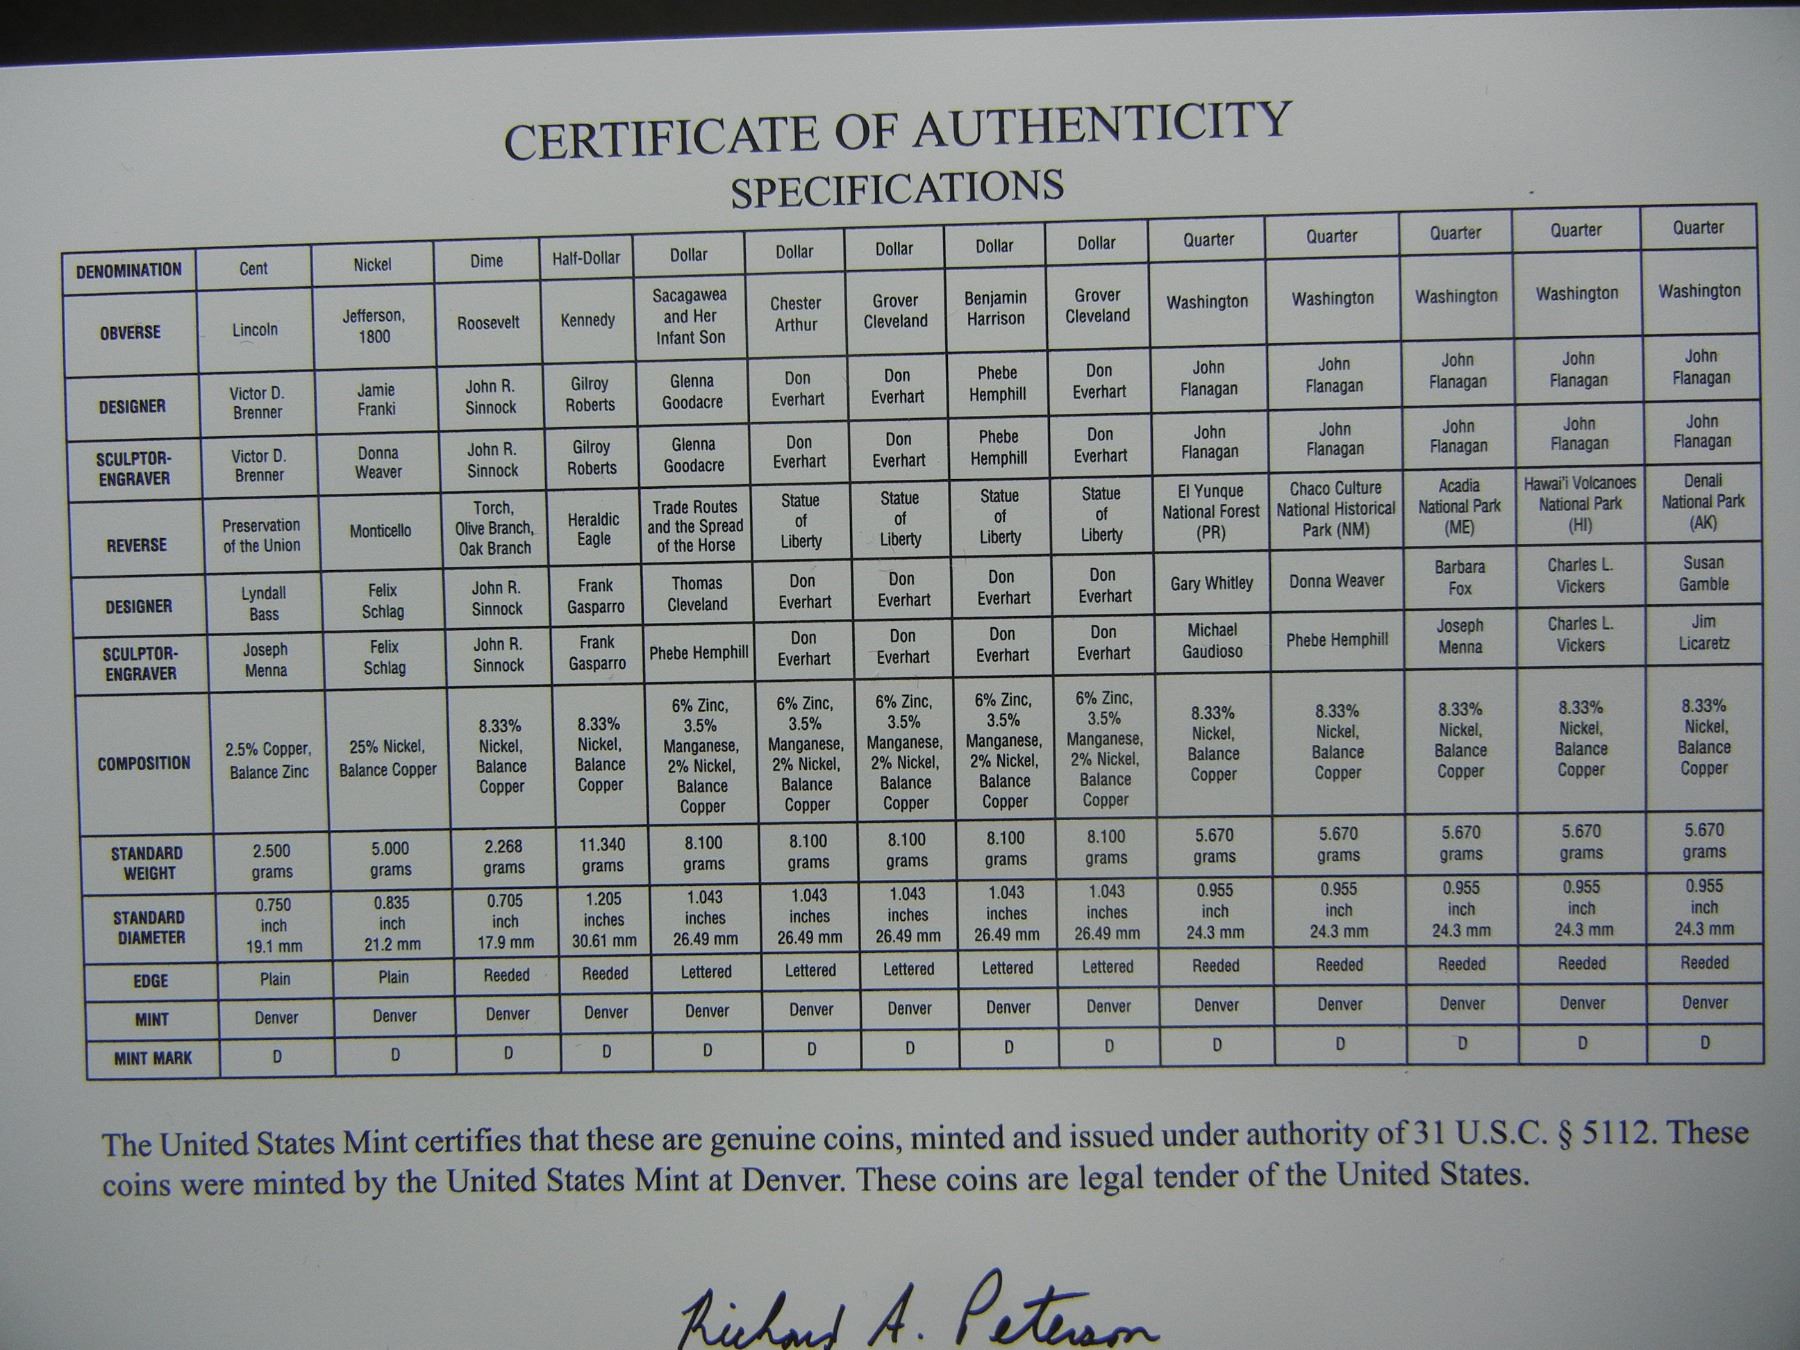 CERTIFICATE OF AUTHENTICITY
SPECIFICATIONS
DENOMINATION Cent Nickel Dime Half-Dollar Dollar Dollar Dollar Dollar Dollar Quarter Quarter Quarter Quarter Quarter
OBVERSE Lincoln Jefferson, 1800 Roosevelt Kennedy Sacagawea and Her Infant Son Chester Arthur Grover Cleveland Benjamin Harrison Grover Cleveland Washington Washington Washington Washington Washington
DESIGNER Victor D. Brenner Jamie Franki John R. Sinnock Gilroy Roberts Glenna Goodacre Don Everhart Don Everhart Phebe Hemphill Don Everhart John Flanagan John Flanagan John Flanagan John Flanagan John Flanagan
SCULPTOR-ENGRAVER Victor D. Brenner Donna Weaver John R. Sinnock Gilroy Roberts Glenna Goodacre Don Everhart Don Everhart Phebe Hemphill Don Everhart John Flanagan John Flanagan John Flanagan John Flanagan John Flanagan
REVERSE Preservation of the Union Monticello Torch, Olive Branch, Oak Branch Heraldic Eagle Trade Routes and the Spread of the Horse Statue of Liberty Statue of Liberty Statue of Liberty Statue of Liberty El Yunque National Forest (PR) Chaco Culture National Historical Park (NM) Acadia National Park (ME) Hawai'i Volcanoes National Park (HI) Denali National Park (AK)
DESIGNER Lyndall Bass Felix Schlag John R. Sinnock Frank Gasparro Thomas Cleveland Don Everhart Don Everhart Don Everhart Don Everhart Gary Whitley Donna Weaver Barbara Fox Charles L. Vickers Susan Gamble
SCULPTOR-ENGRAVER Joseph Menna Felix Schlag John R. Sinnock Frank Gasparro Phebe Hemphill Don Everhart Don Everhart Don Everhart Don Everhart Michael Gaudioso Phebe Hemphill Joseph Menna Charles L. Vickers Jim Licaretz
COMPOSITION 2.5% Copper, Balance Zinc 25% Nickel, Balance Copper 8.33% Nickel, Balance Copper 8.33% Nickel, Balance Copper 6% Zinc, 3.5% Manganese, 2% Nickel, Balance Copper 6% Zinc, 3.5% Manganese, 2% Nickel, Balance Copper 6% Zinc, 3.5% Manganese, 2% Nickel, Balance Copper 6% Zinc, 3.5% Manganese, 2% Nickel, Balance Copper 6% Zinc, 3.5% Manganese, 2% Nickel, Balance Copper 8.33% Nickel, Balance Copper 8.33% Nickel, Balance Copper 8.33% Nickel, Balance Copper 8.33% Nickel, Balance Copper 8.33% Nickel, Balance Copper
STANDARD WEIGHT 2.500 grams 5.000 grams 2.268 grams 11.340 grams 8.100 grams 8.100 grams 8.100 grams 8.100 grams 8.100 grams 5.670 grams 5.670 grams 5.670 grams 5.670 grams 5.670 grams
STANDARD DIAMETER 0.750 inch 19.1 mm 0.835 inch 21.2 mm 0.705 inch 17.9 mm 1.205 inches 30.61 mm 1.043 inches 26.49 mm 1.043 inches 26.49 mm 1.043 inches 26.49 mm 1.043 inches 26.49 mm 1.043 inches 26.49 mm 0.955 inch 24.3 mm 0.955 inch 24.3 mm 0.955 inch 24.3 mm 0.955 inch 24.3 mm 0.955 inch 24.3 mm
EDGE Plain Plain Reeded Reeded Lettered Lettered Lettered Lettered Lettered Reeded Reeded Reeded Reeded Reeded
MINT Denver Denver Denver Denver Denver Denver Denver Denver Denver Denver Denver Denver Denver Denver
MINT MARK D D D D D D D D D D D D D D
The United States Mint certifies that these are genuine coins, minted and issued under authority of 31 U.S.C. § 5112. These
coins were minted by the United States Mint at Denver. These coins are legal tender of the United States.
Richard A. Peterson